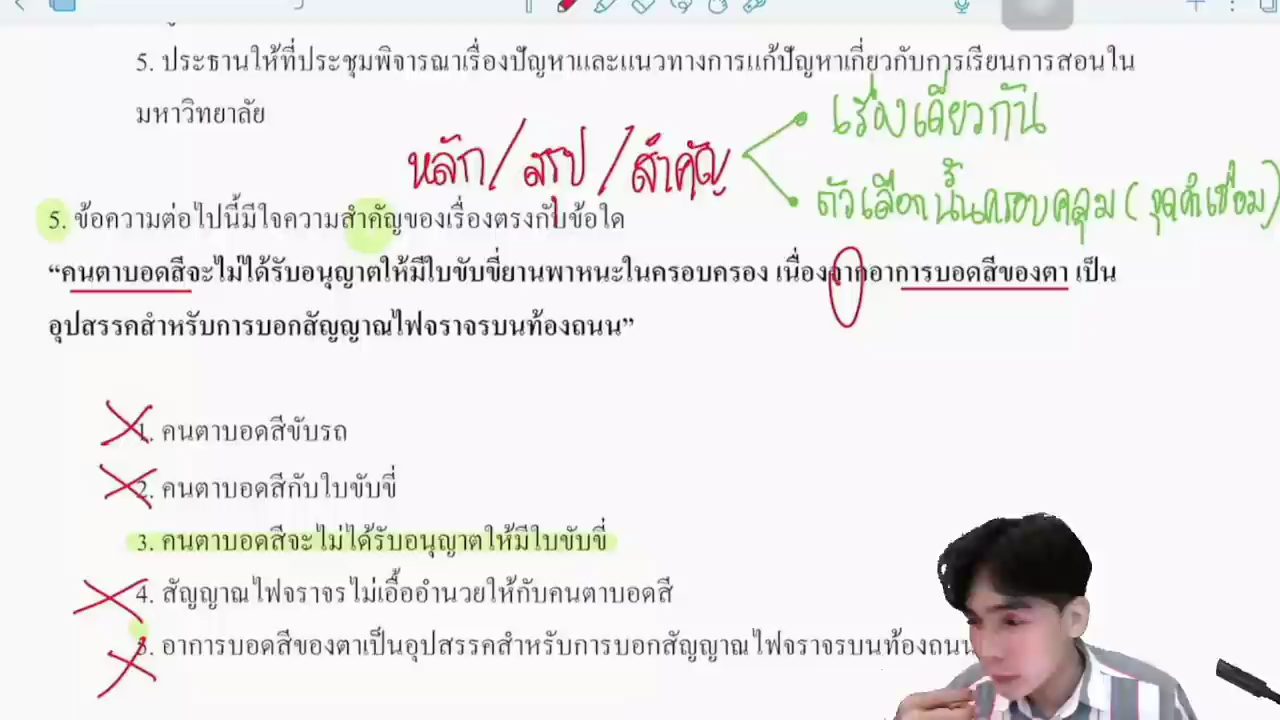 5. ประธานให้ที่ประชุมพิจารณาเรื่องปัญหาและแนวทางการแก้ปัญหาเกี่ยวกับการเรียนการสอนใน
มหาวิทยาลัย
เรื่องเดียวกัน
หลัก/สรุป/สำคัญ
ตัวเลือกนั้นครอบคลุม (จุดคำเชื่อม)
5. ข้อความต่อไปนี้มีใจความสำคัญของเรื่องตรงกับข้อใด
“คนตาบอดสีจะไม่ได้รับอนุญาตให้มีใบขับขี่ยานพาหนะในครอบครอง เนื่องจากอาการบอดสีของตา เป็น
อุปสรรคสำหรับการบอกสัญญาณไฟจราจรบนท้องถนน”
1. คนตาบอดสีขับรถ
2. คนตาบอดสีกับใบขับขี่
3. คนตาบอดสีจะไม่ได้รับอนุญาตให้มีใบขับขี่
4. สัญญาณไฟจราจรไม่เอื้ออำนวยให้กับคนตาบอดสี
5. อาการบอดสีของตาเป็นอุปสรรคสำหรับการบอกสัญญาณไฟจราจรบนท้องถนน